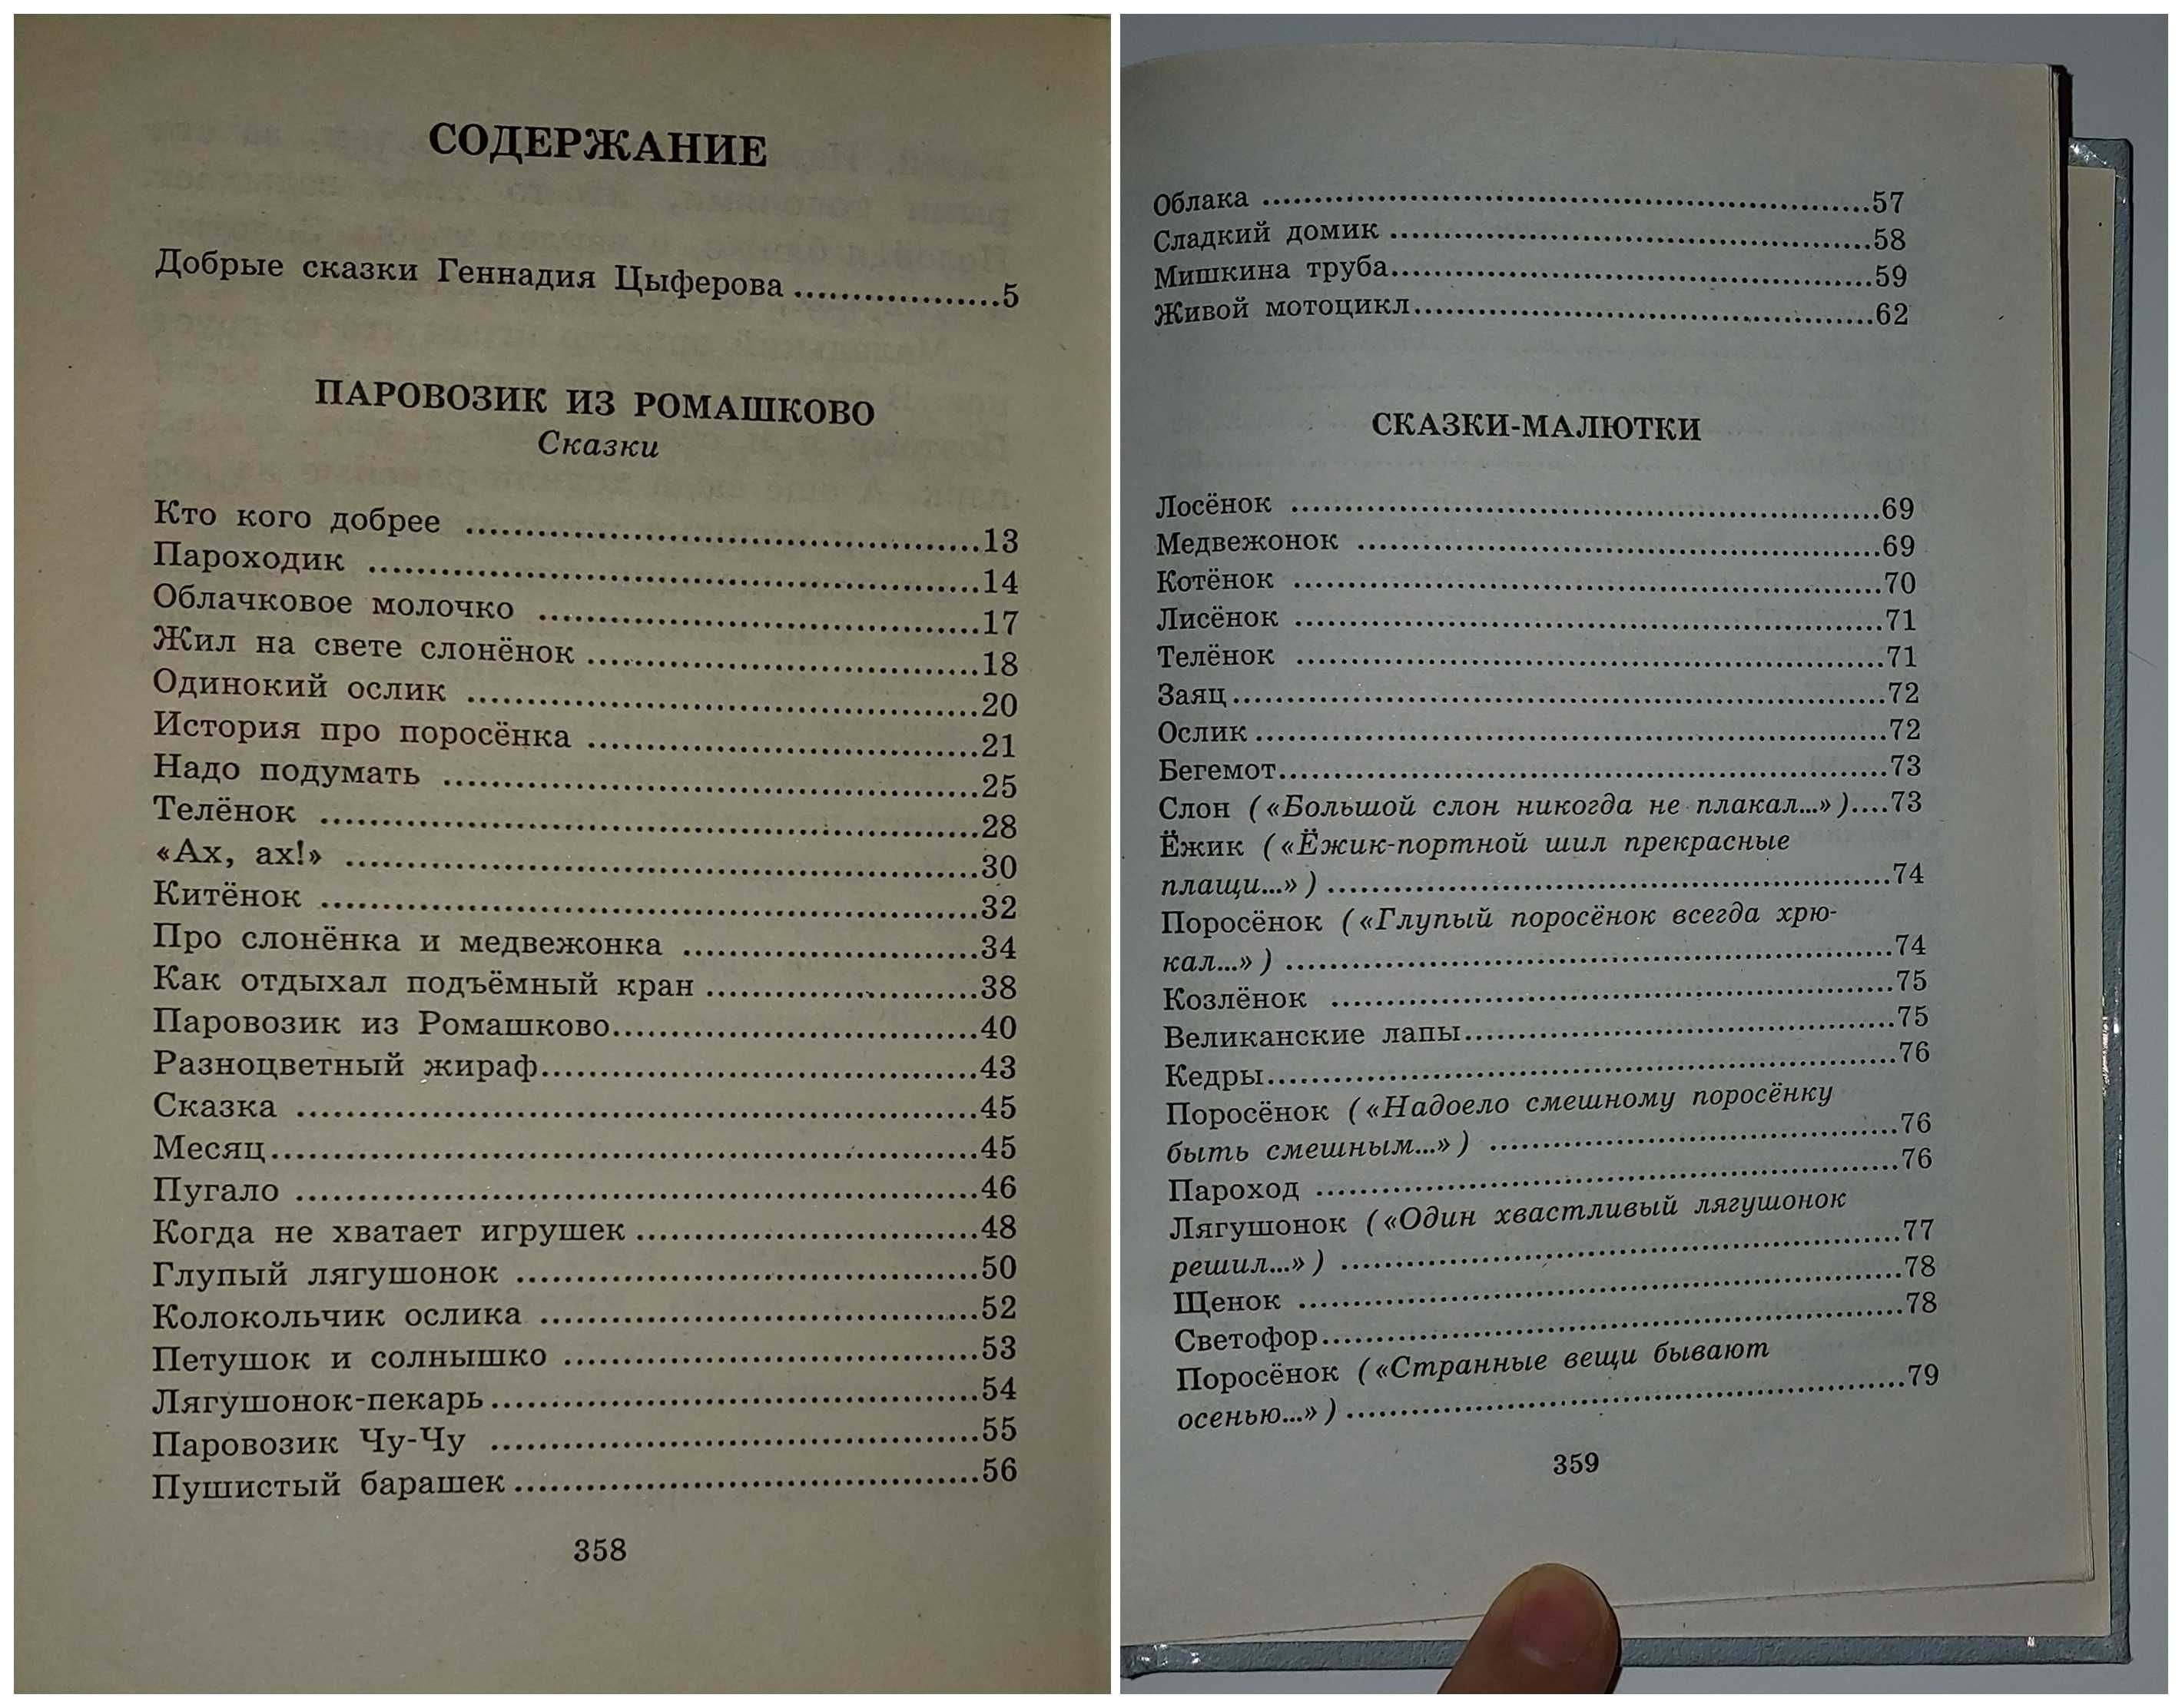 СОДЕРЖАНИЕ
Добрые сказки Геннадия Цыферова ..................5
ПАРОВОЗИК ИЗ РОМАШКОВО
Сказки
Кто кого добрее ..................13
Пароходик ..................14
Облачковое молочко ..................17
Жил на свете слонёнок ..................18
Одинокий ослик ..................20
История про поросёнка ..................21
Надо подумать ..................25
Телёнок ..................28
«Ах, ах!» ..................30
Китёнок ..................32
Про слонёнка и медвежонка ..................34
Как отдыхал подъёмный кран ..................38
Паровозик из Ромашково..................40
Разноцветный жираф..................43
Сказка ..................45
Месяц..................45
Пугало ..................46
Когда не хватает игрушек ..................48
Глупый лягушонок ..................50
Колокольчик ослика ..................52
Петушок и солнышко ..................53
Лягушонок-пекарь..................54
Паровозик Чу-Чу ..................55
Пушистый барашек ..................56
358
Облака ..................57
Сладкий домик ..................58
Мишкина труба..................59
Живой мотоцикл..................62
СКАЗКИ-МАЛЮТКИ
Лосёнок ..................69
Медвежонок ..................69
Котёнок ..................70
Лисёнок ..................71
Телёнок ..................71
Заяц..................72
Ослик ..................72
Бегемот..................73
Слон («Большой слон никогда не плакал...»)....73
Ёжик («Ёжик-портной шил прекрасные
плащи...») ..................74
Поросёнок («Глупый поросёнок всегда хрю-
кал...») ..................74
Козлёнок ..................75
Великанские лапы..................75
Кедры..................76
Поросёнок («Надоело смешному поросёнку
быть смешным...») ..................76
Пароход ..................76
Лягушонок («Один хвастливый лягушонок
решил...») ..................77
Щенок ..................78
Светофор..................78
Поросёнок («Странные вещи бывают
осенью...») ..................79
359